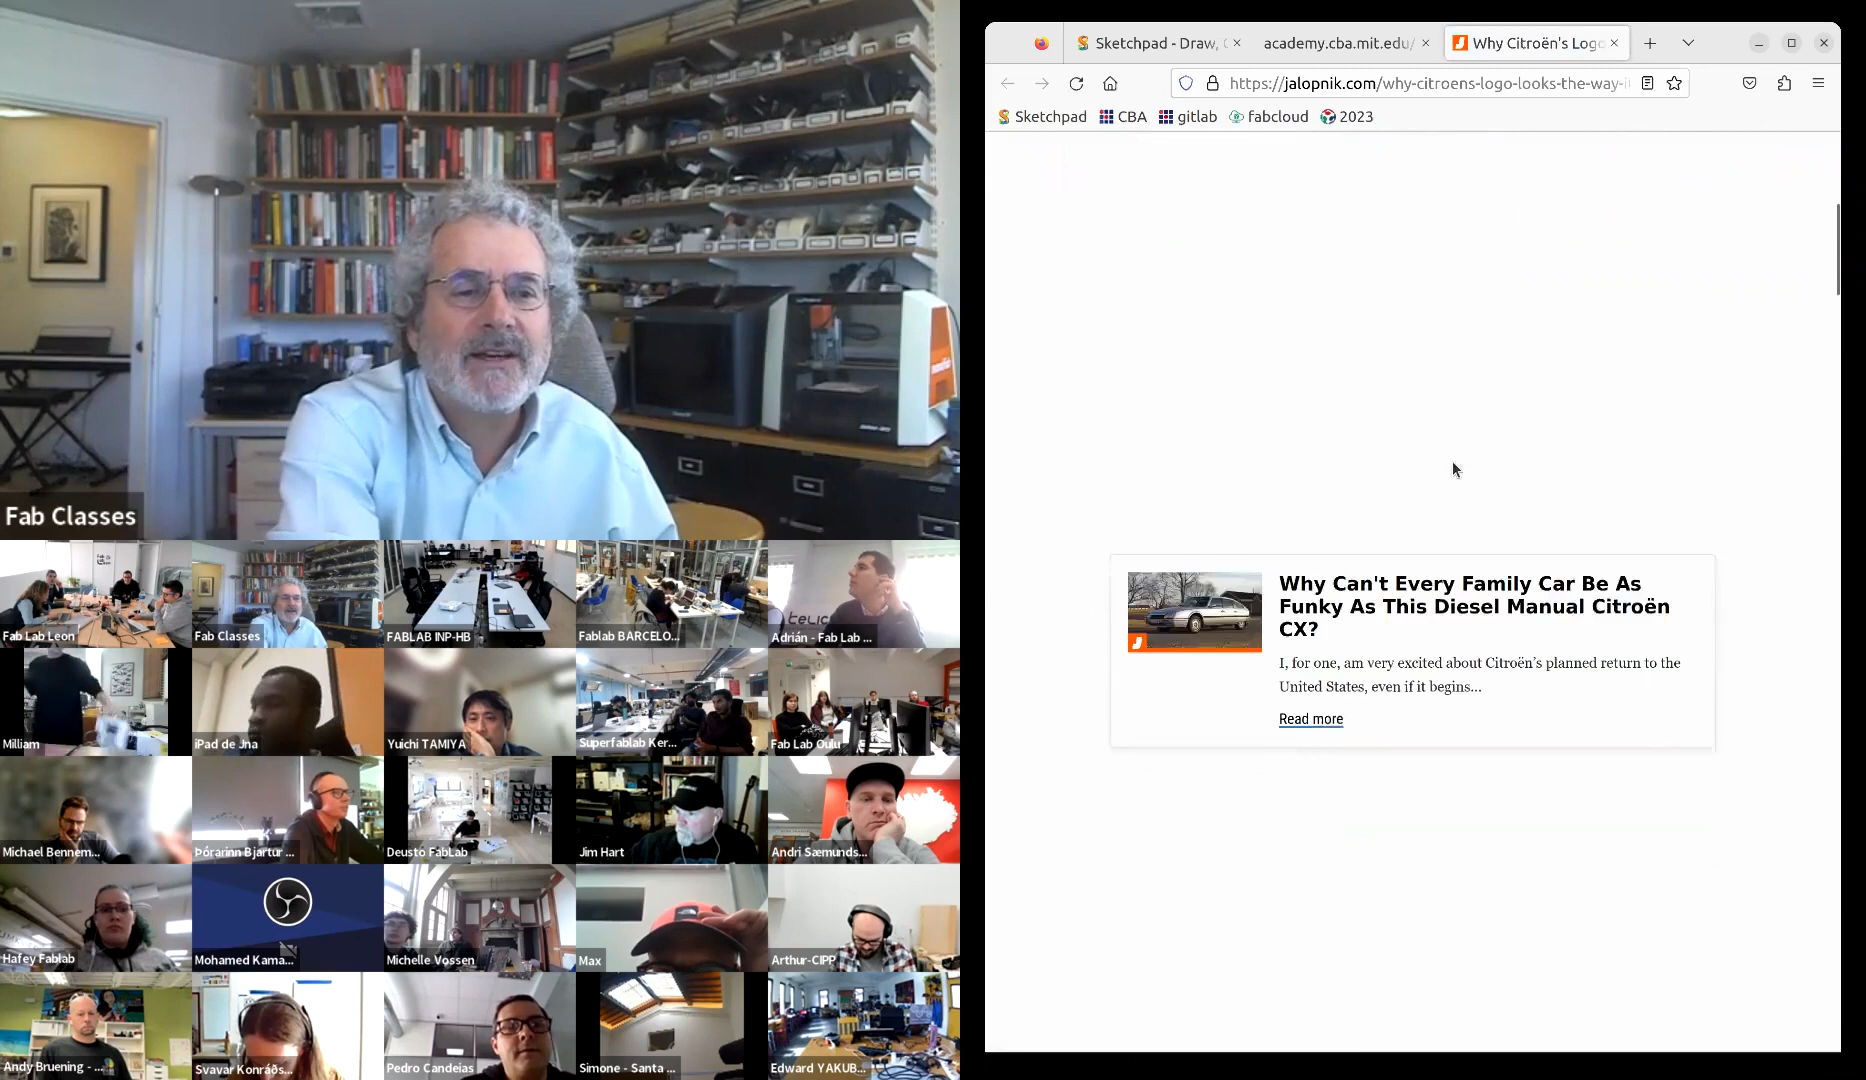 Fab Classes
Fab Lab Leon
Fab Classes
FABLAB INP-HB
Fablab BARCELO...
Adrián - Fab Lab ...
Milliam
iPad de Jna
Yuichi TAMIYA
Superfablab Ker...
Fab Lab Oulu
Michael Bennem...
Þórarinn Bjartur ...
Deusto FabLab
Jim Hart
Andri Sæmunds...
Hafey Fablab
Mohamed Kama...
Michelle Vossen
Max
Arthur-CIPP
Andy Bruening - ...
Svavar Konráðs...
Pedro Candeias
Simone - Santa ...
Edward YAKUB...
Sketchpad - Draw, C
academy.cba.mit.edu/
Why Citroën's Logo
https://jalopnik.com/why-citroens-logo-looks-the-way-i
Sketchpad CBA gitlab fabcloud 2023
Why Can't Every Family Car Be As
Funky As This Diesel Manual Citroën
CX?
I, for one, am very excited about Citroën’s planned return to the
United States, even if it begins...
Read more